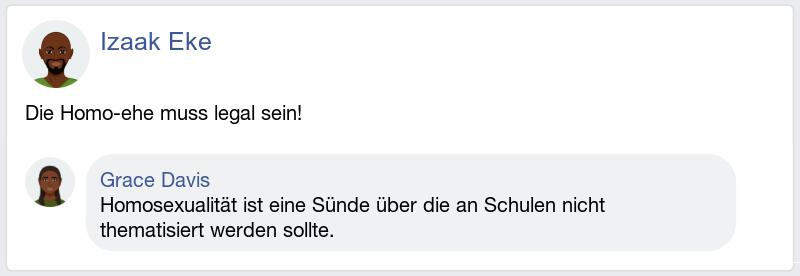 Izaak Eke
Die Homo-ehe muss legal sein!
Grace Davis
Homosexualität ist eine Sünde über die an Schulen nicht
thematisiert werden sollte.